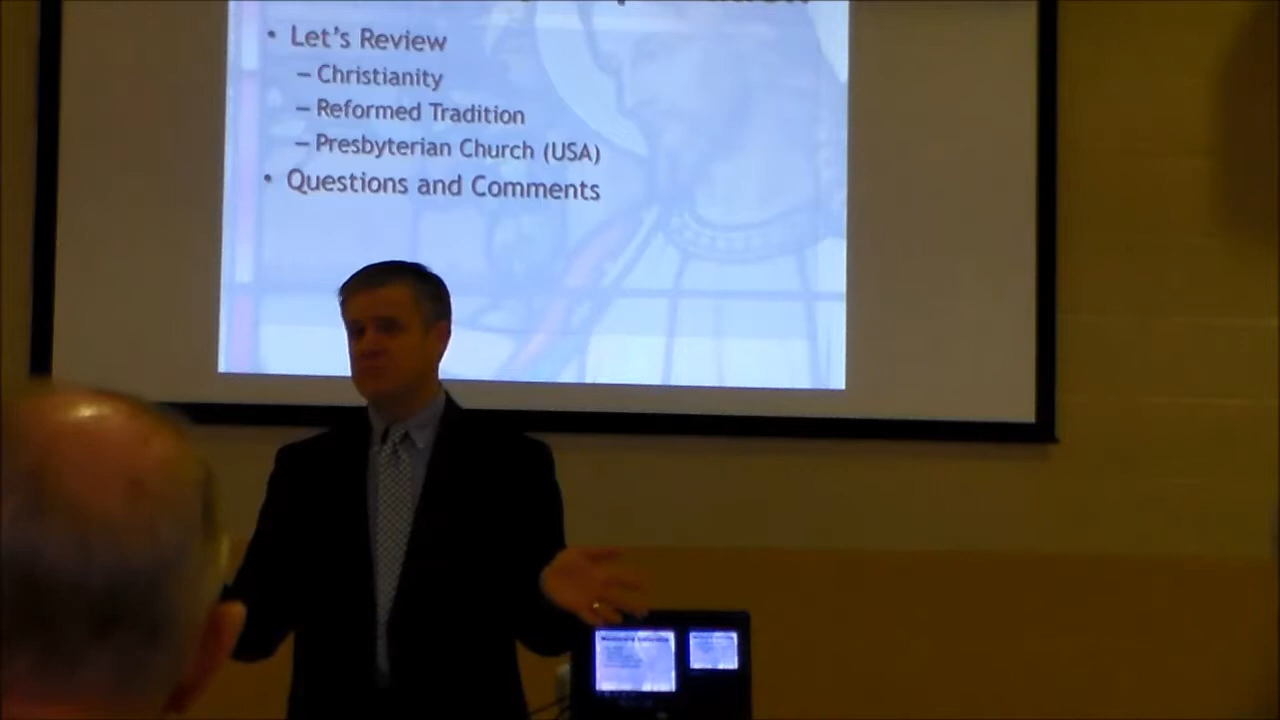 • Let's Review
– Christianity
– Reformed Tradition
– Presbyterian Church (USA)
• Questions and Comments